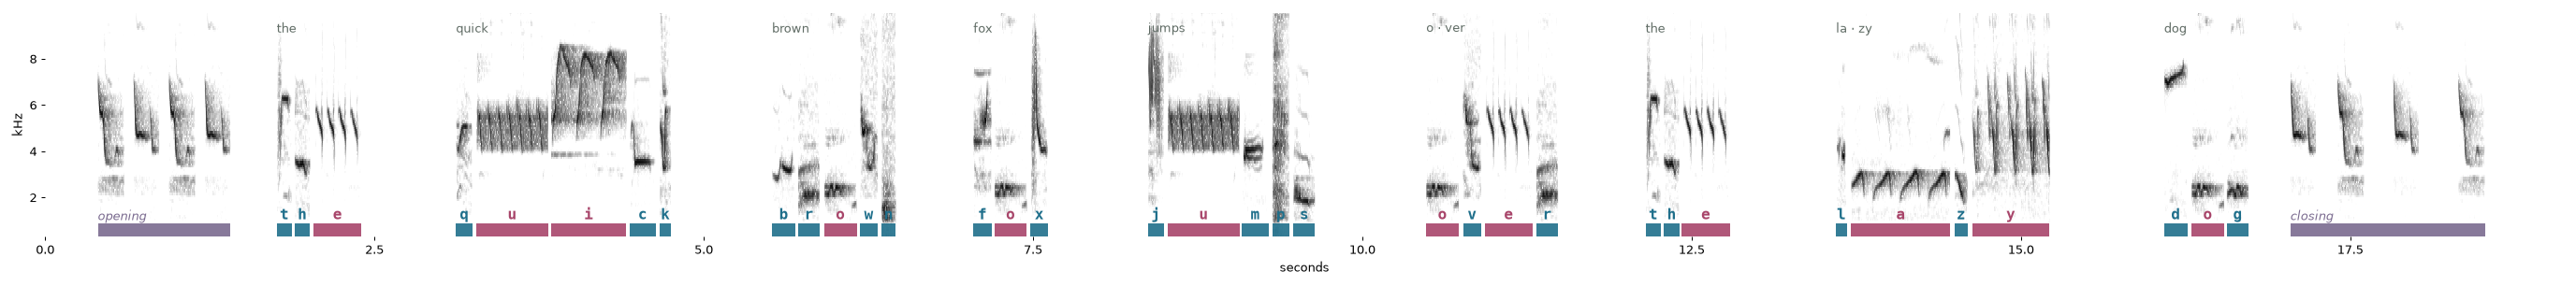 the quick brown fox jumps o · ver the la · zy dog
8
6
4
2
kHz
opening t h e q u i c k b r o w n f o x j u m p s o v e r t h e l a z y d o g closing
0.0 2.5 5.0 7.5 10.0 12.5 15.0 17.5
seconds